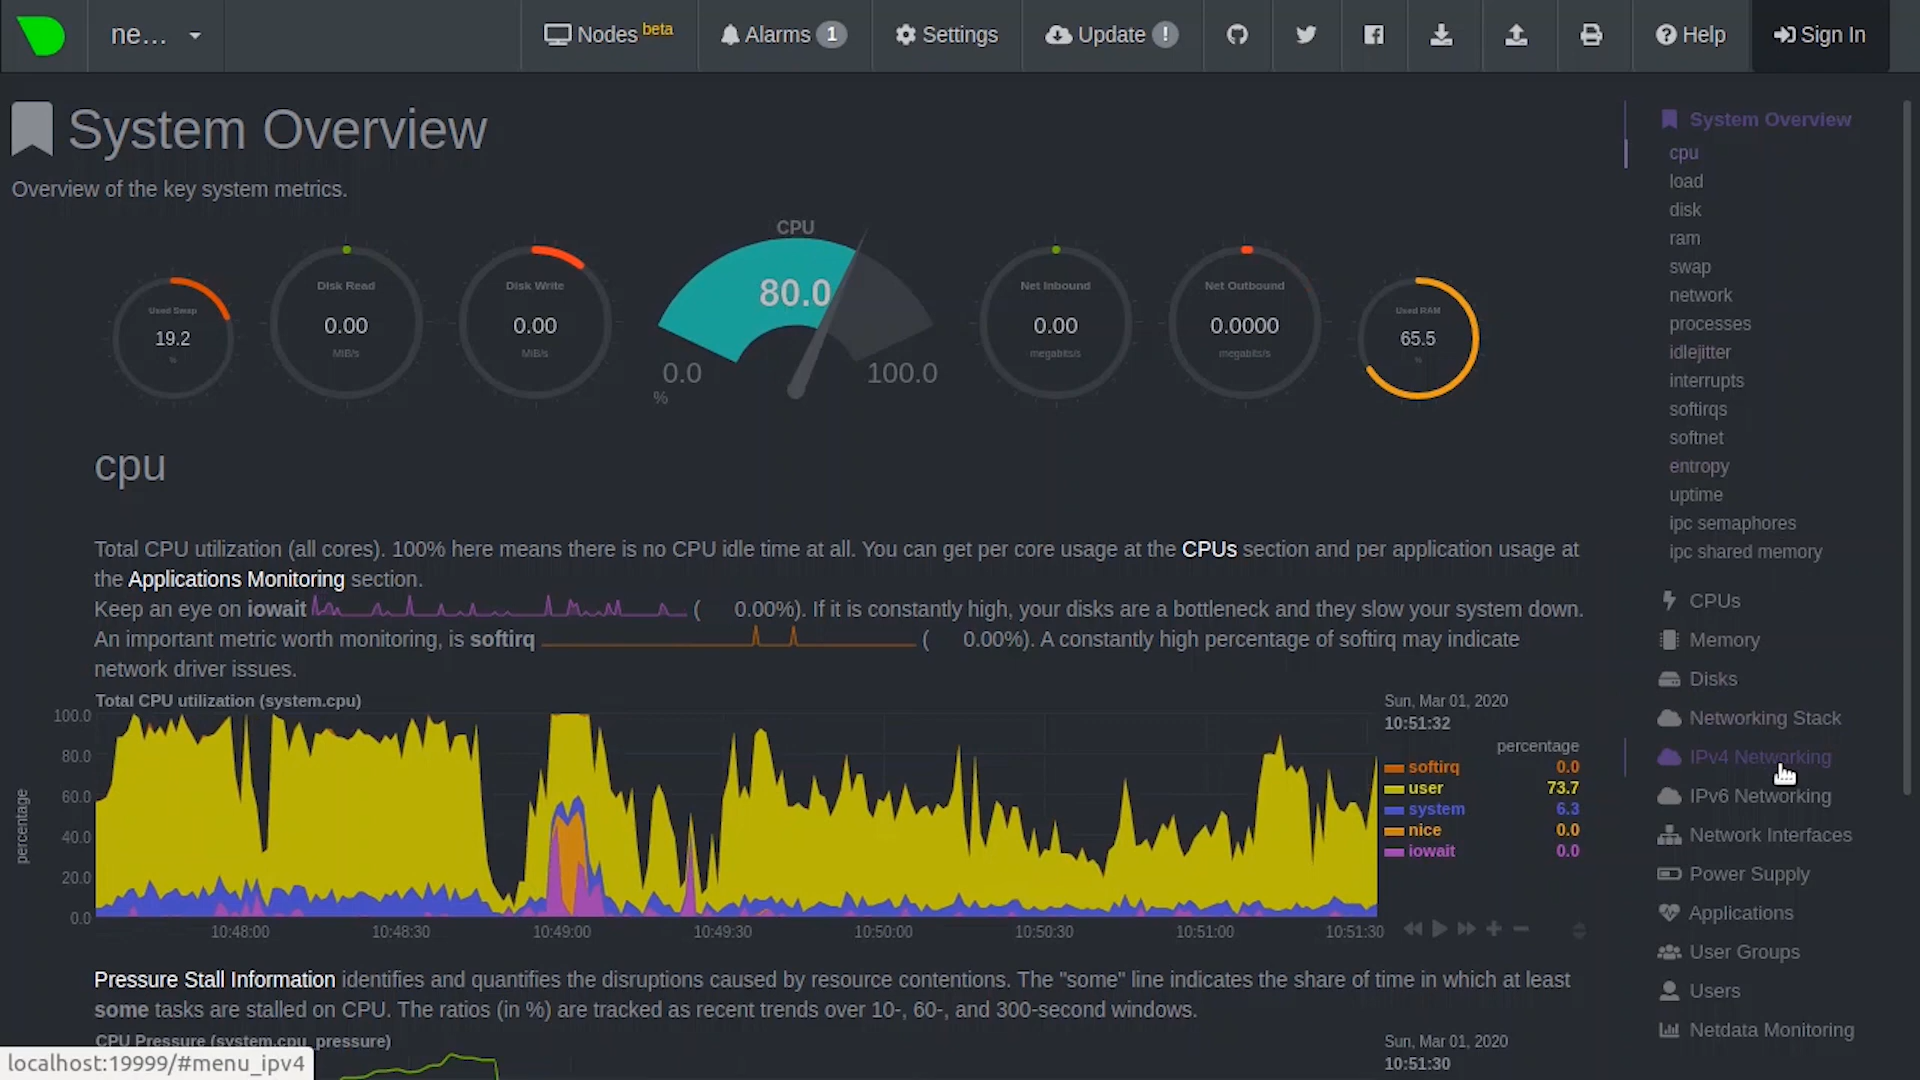 ne...
Nodes beta
Alarms 1
Settings
Update !
Help
Sign In
System Overview
Overview of the key system metrics.
Used Swap
19.2
%
Disk Read
0.00
MiB/s
Disk Write
0.00
MiB/s
CPU
80.0
0.0
100.0
%
Net Inbound
0.00
megabits/s
Net Outbound
0.0000
megabits/s
Used RAM
65.5
%
cpu
Total CPU utilization (all cores). 100% here means there is no CPU idle time at all. You can get per core usage at the CPUs section and per application usage at
the Applications Monitoring section.
Keep an eye on iowait ( 0.00%). If it is constantly high, your disks are a bottleneck and they slow your system down.
An important metric worth monitoring, is softirq ( 0.00%). A constantly high percentage of softirq may indicate
network driver issues.
Total CPU utilization (system.cpu)
Sun, Mar 01, 2020
10:51:32
percentage
softirq 0.0
user 73.7
system 6.3
nice 0.0
iowait 0.0
percentage
100.0
80.0
60.0
40.0
20.0
0.0
10:48:00 10:48:30 10:49:00 10:49:30 10:50:00 10:50:30 10:51:00 10:51:30
Pressure Stall Information identifies and quantifies the disruptions caused by resource contentions. The "some" line indicates the share of time in which at least
some tasks are stalled on CPU. The ratios (in %) are tracked as recent trends over 10-, 60-, and 300-second windows.
CPU Pressure (system.cpu_pressure)
Sun, Mar 01, 2020
10:51:30
localhost:19999/#menu_ipv4
System Overview
cpu
load
disk
ram
swap
network
processes
idlejitter
interrupts
softirqs
softnet
entropy
uptime
ipc semaphores
ipc shared memory
CPUs
Memory
Disks
Networking Stack
IPv4 Networking
IPv6 Networking
Network Interfaces
Power Supply
Applications
User Groups
Users
Netdata Monitoring